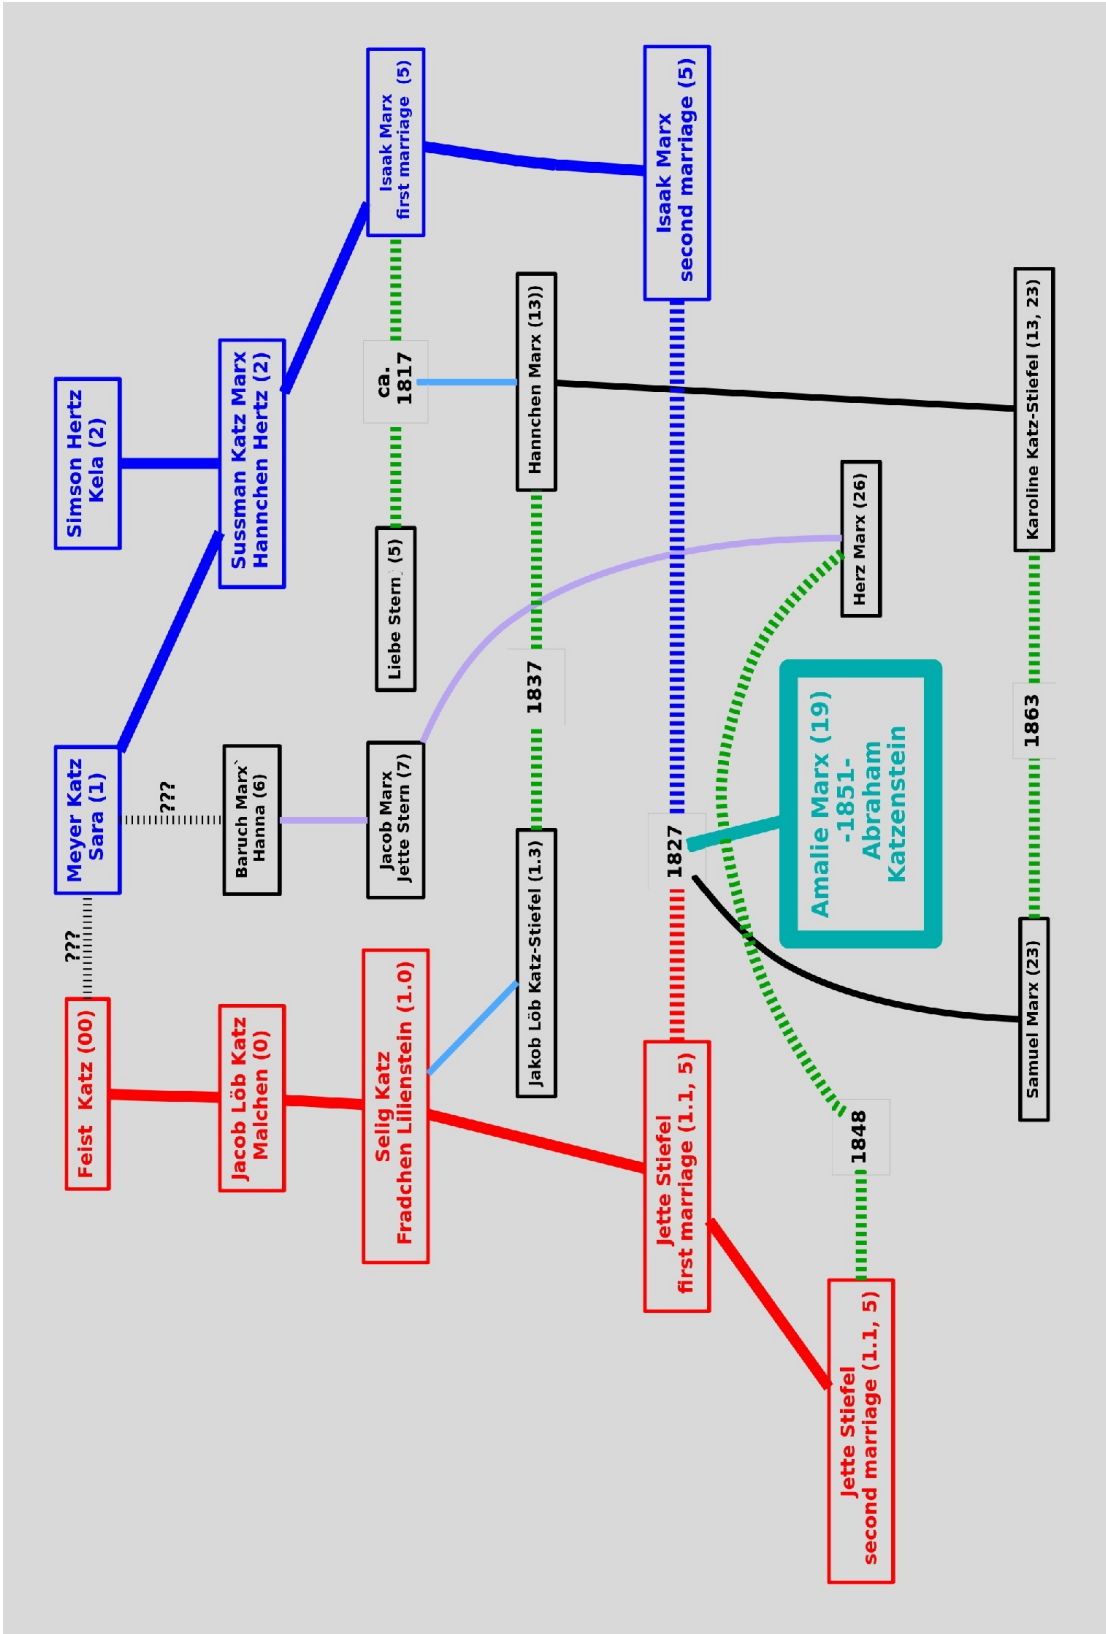 Feist Katz (00)
???
Meyer Katz
Sara (1)
Simson Hertz
Kela (2)
???
Jacob Löb Katz
Malchen (0)
Baruch Marx`
Hanna (6)
Sussman Katz Marx
Hannchen Hertz (2)
Selig Katz
Fradchen Lilienstein (1.0)
Jacob Marx
Jette Stern (7)
Liebe Stern (5)
ca.
1817
Isaak Marx
first marriage (5)
Jakob Löb Katz-Stiefel (1.3)
1837
Hannchen Marx (13))
Jette Stiefel
first marriage (1.1, 5)
1827
Isaak Marx
second marriage (5)
Jette Stiefel
second marriage (1.1, 5)
1848
Amalie Marx (19)
-1851-
Abraham
Katzenstein
Herz Marx (26)
Samuel Marx (23)
1863
Karoline Katz-Stiefel (13, 23)